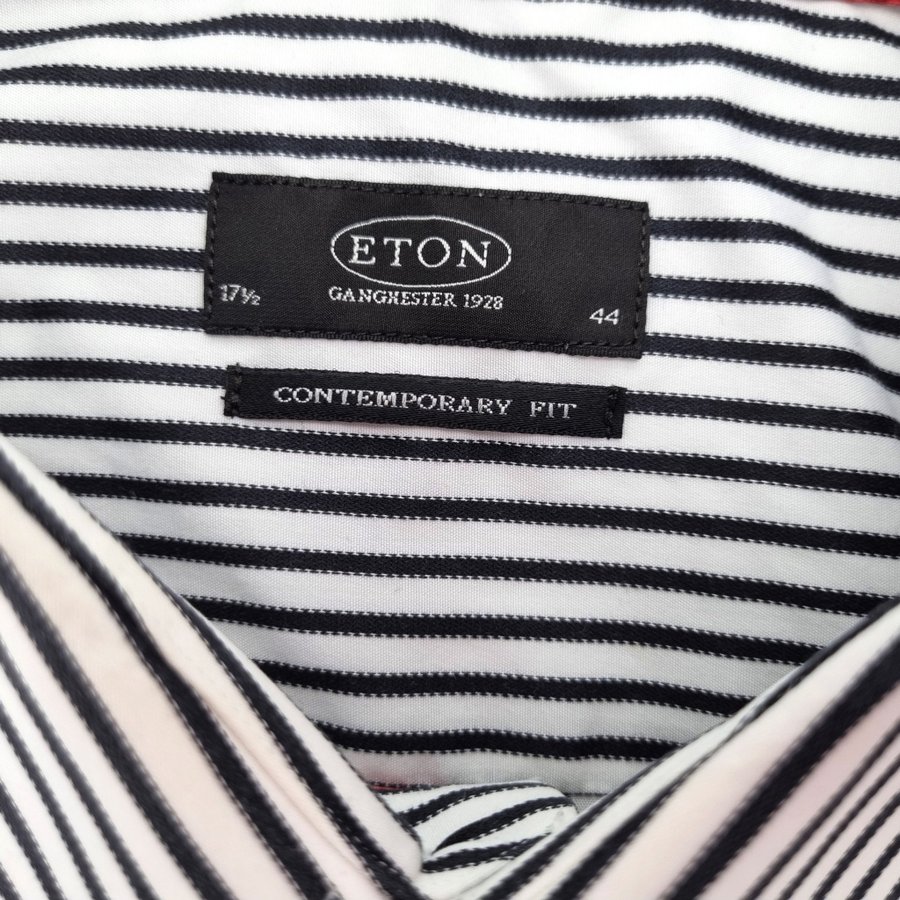 ETON
GANGHESTER 1928
17½ 44
CONTEMPORARY FIT